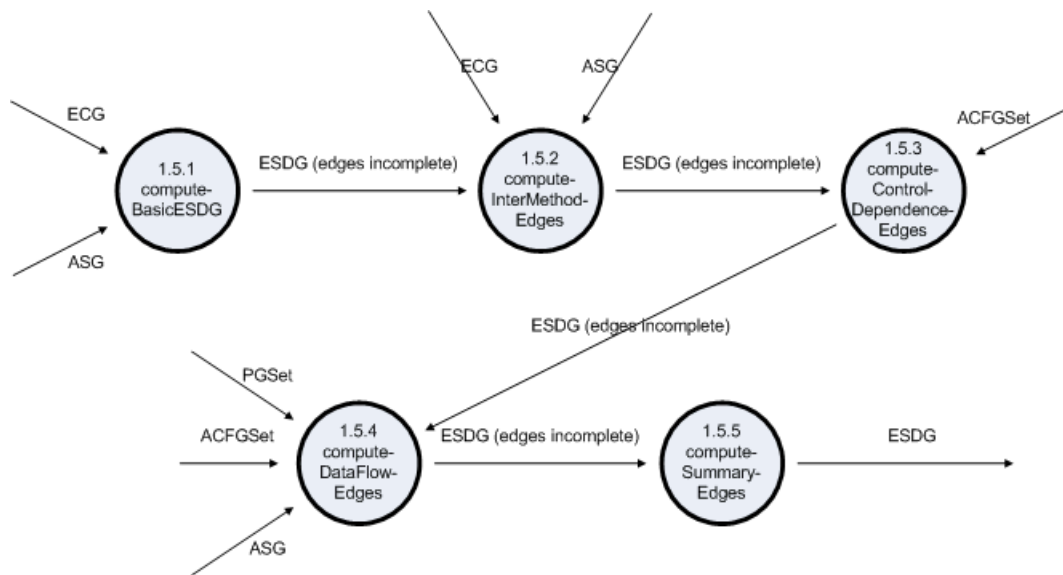 ECG
ASG
ECG
ACFGSet
1.5.1
compute-
BasicESDG
ESDG (edges incomplete)
1.5.2
compute-
InterMethod-
Edges
ESDG (edges incomplete)
1.5.3
compute-
Control-
Dependence-
Edges
ASG
ESDG (edges incomplete)
PGSet
ACFGSet
ASG
1.5.4
compute-
DataFlow-
Edges
ESDG (edges incomplete)
1.5.5
compute-
Summary-
Edges
ESDG